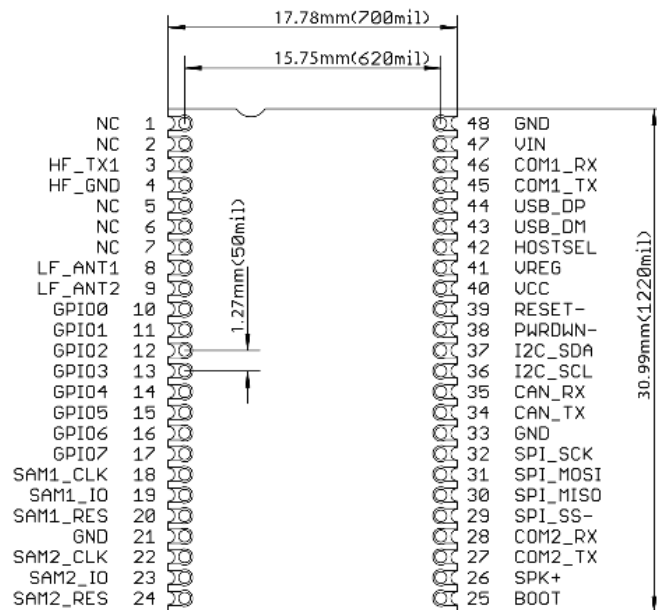 17.78mm(700mil)
15.75mm(620mil)
NC 1 48 GND
NC 2 47 VIN
HF_TX1 3 46 COM1_RX
HF_GND 4 45 COM1_TX
NC 5 44 USB_DP
NC 6 43 USB_DM
NC 7 42 HOSTSEL
LF_ANT1 8 41 VREG
LF_ANT2 9 40 VCC
GPIO0 10 39 RESET-
GPIO1 11 38 PWRDWN-
GPIO2 12 37 I2C_SDA
GPIO3 13 36 I2C_SCL
GPIO4 14 35 CAN_RX
GPIO5 15 34 CAN_TX
GPIO6 16 33 GND
GPIO7 17 32 SPI_SCK
SAM1_CLK 18 31 SPI_MOSI
SAM1_IO 19 30 SPI_MISO
SAM1_RES 20 29 SPI_SS-
GND 21 28 COM2_RX
SAM2_CLK 22 27 COM2_TX
SAM2_IO 23 26 SPK+
SAM2_RES 24 25 BOOT
1.27mm(50mil)
30.99mm(1220mil)